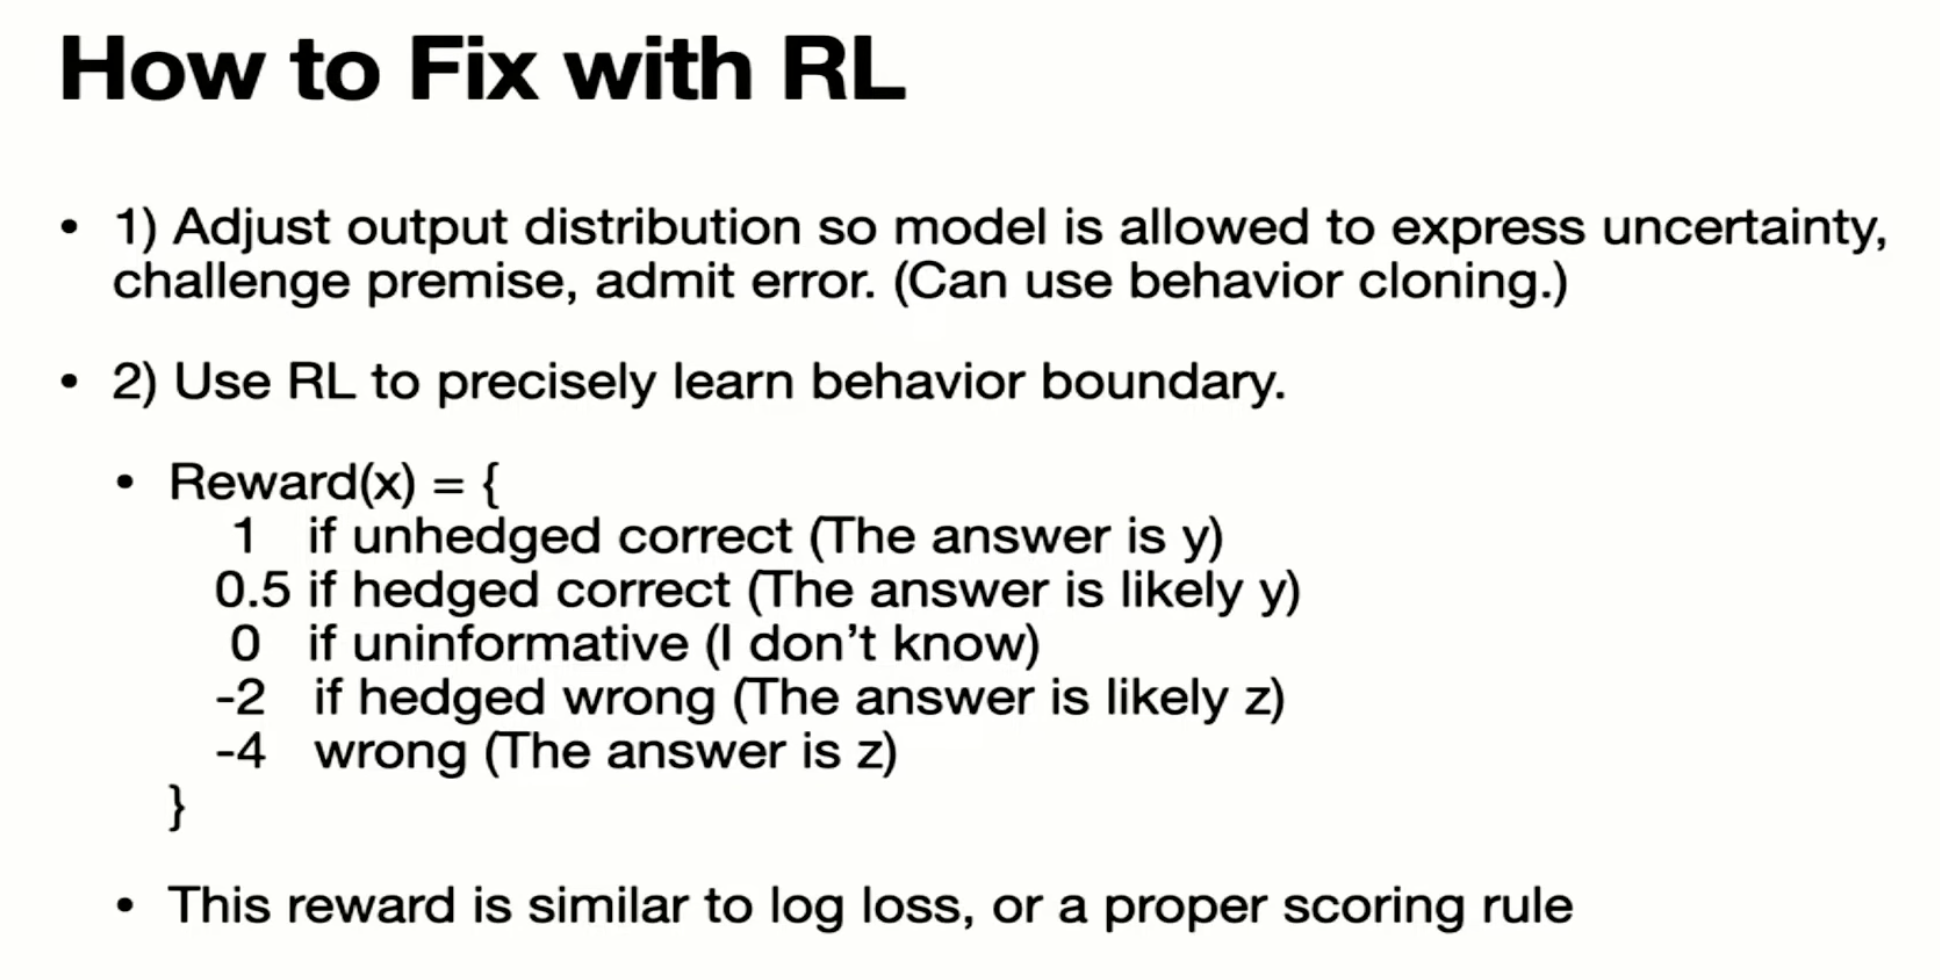 How to Fix with RL
• 1) Adjust output distribution so model is allowed to express uncertainty,
challenge premise, admit error. (Can use behavior cloning.)
• 2) Use RL to precisely learn behavior boundary.
• Reward(x) = {
1 if unhedged correct (The answer is y)
0.5 if hedged correct (The answer is likely y)
0 if uninformative (I don’t know)
-2 if hedged wrong (The answer is likely z)
-4 wrong (The answer is z)
}
• This reward is similar to log loss, or a proper scoring rule